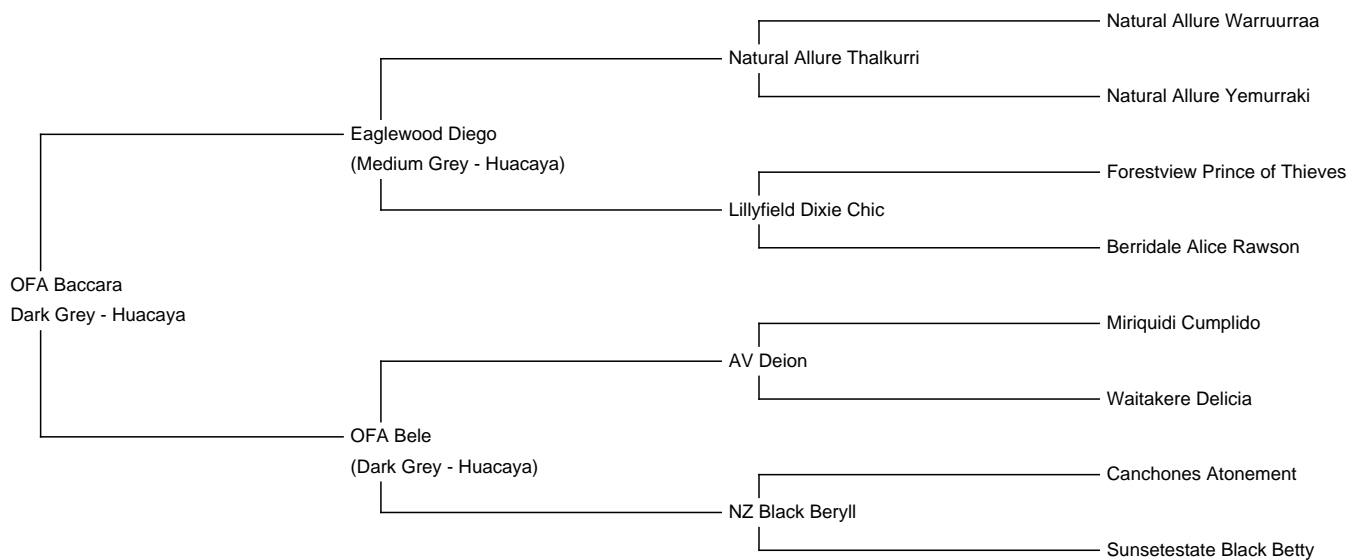 Natural Allure Warruurraa
Natural Allure Thalkurri
Natural Allure Yemurraki
Eaglewood Diego
(Medium Grey - Huacaya)
Forestview Prince of Thieves
Lillyfield Dixie Chic
Berridale Alice Rawson
OFA Baccara
Dark Grey - Huacaya
Miriquidi Cumplido
AV Deion
Waitakere Delicia
OFA Bele
(Dark Grey - Huacaya)
Canchones Atonement
NZ Black Beryll
Sunsetestate Black Betty